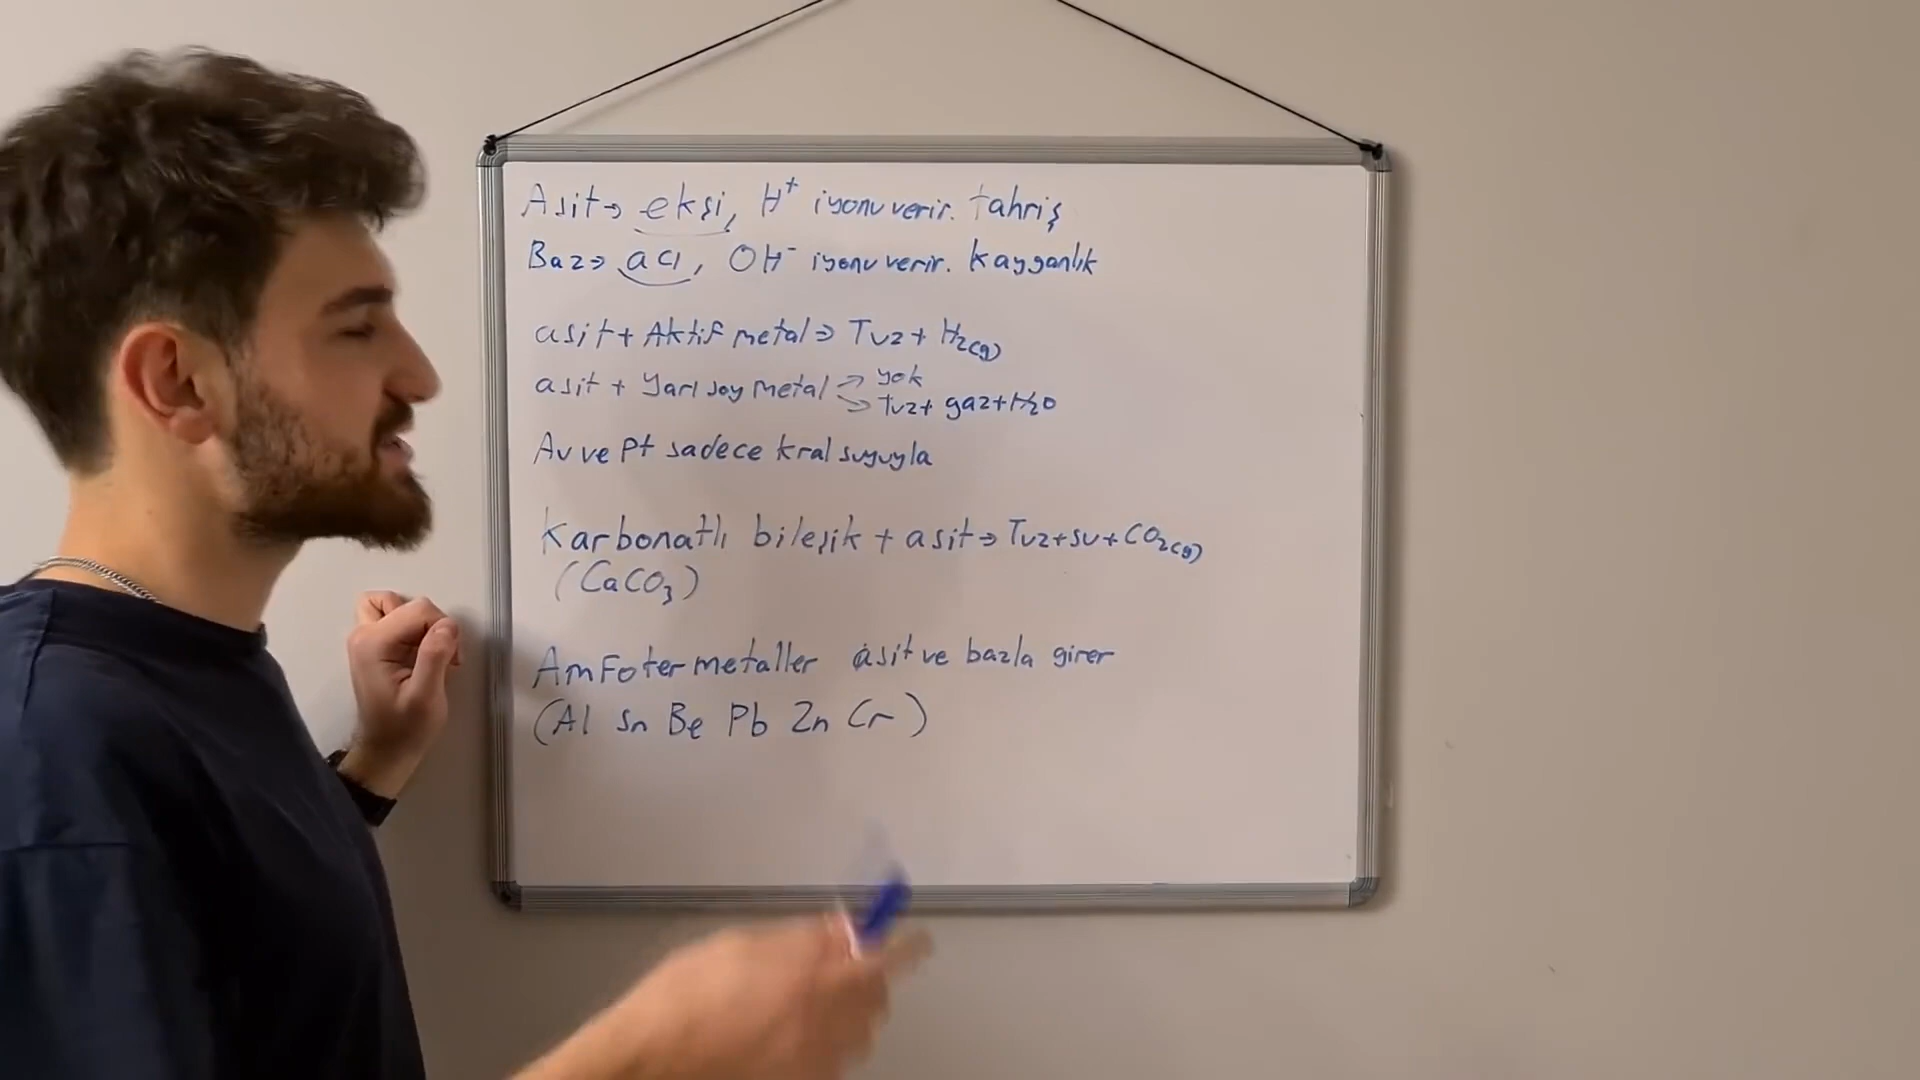 Asit→ ekşi, H⁺ iyonu verir. tahriş
Baz→ acı, OH⁻ iyonu verir. kayganlık
asit + Aktif metal → Tuz + H₂(g)
asit + Yarı soy metal → yok
→ tuz + gaz + H₂O
Au ve Pt sadece kral suyuyla
Karbonatlı bileşik + asit → Tuz + su + CO₂(g)
(CaCO₃)
Amfoter metaller asit ve bazla girer
(Al Sn Be Pb Zn Cr)